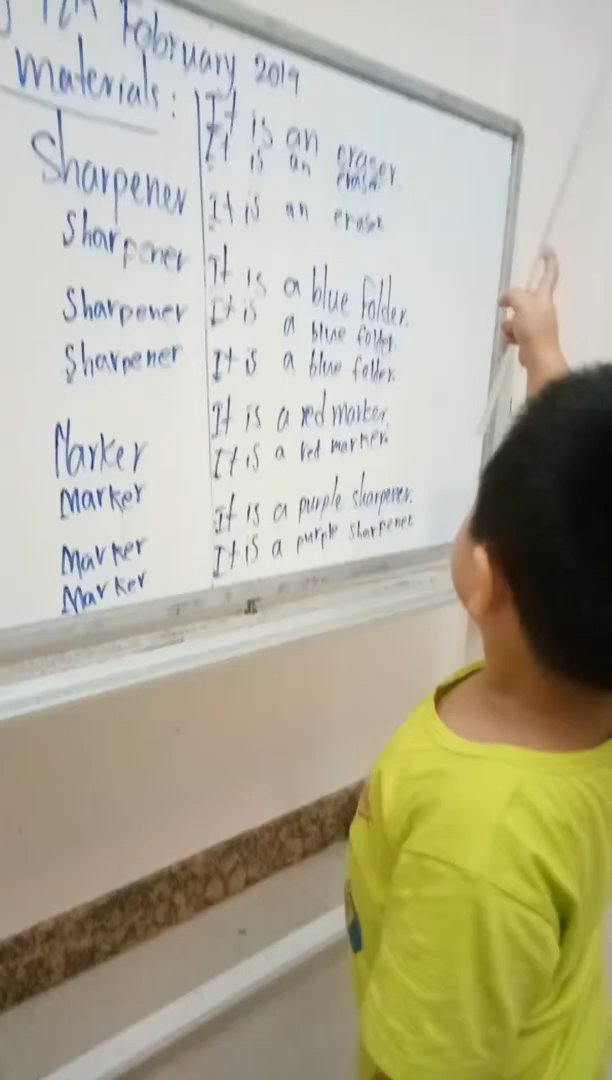 12th February 2019
materials:
Sharpener
Sharpener
Sharpener
Sharpener
Marker
Marker
Marker
Marker
It is an eraser.
It is an eraser.
It is an eraser
It is a blue folder.
It is a blue folder.
It is a blue folder.
It is a red marker.
It is a red marker.
It is a purple sharpener.
It is a purple sharpener